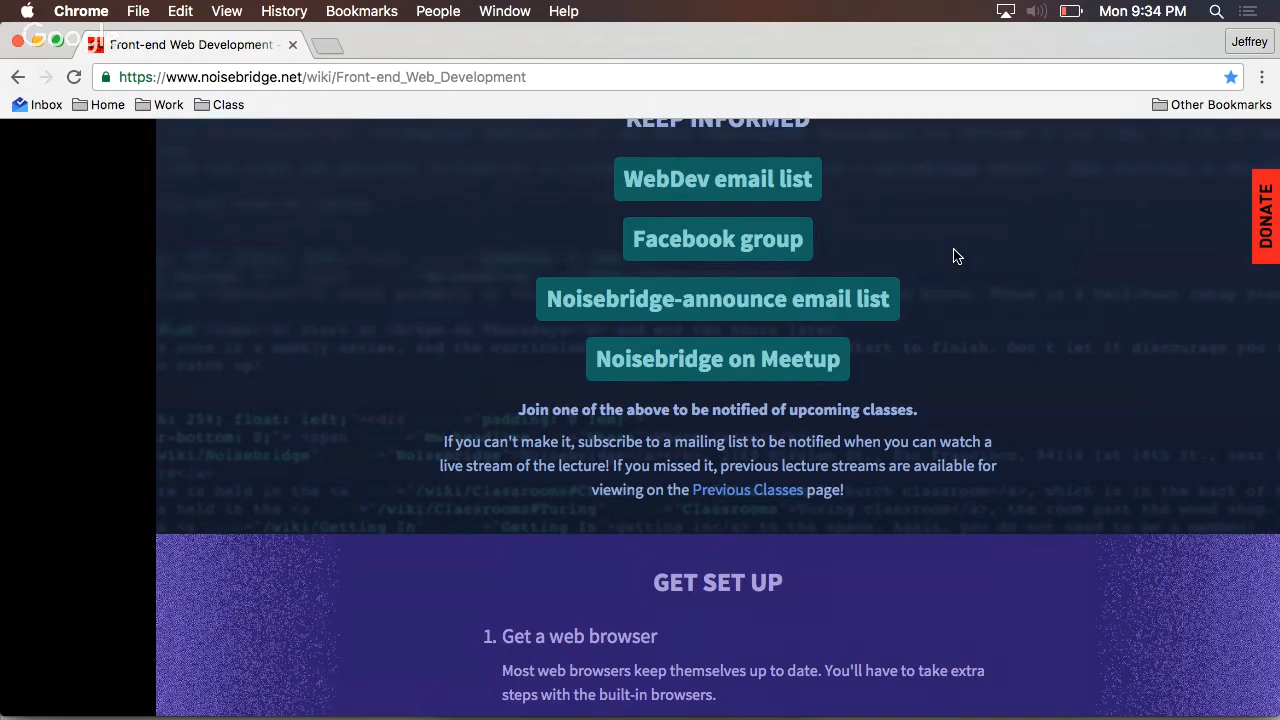 Chrome File Edit View History Bookmarks People Window Help Mon 9:34 PM
Google
Front-end Web Development - Jeffrey
https://www.noisebridge.net/wiki/Front-end_Web_Development
Inbox Home Work Class Other Bookmarks
KEEP INFORMED
WebDev email list
Facebook group
Noisebridge-announce email list
Noisebridge on Meetup
DONATE
Join one of the above to be notified of upcoming classes.
If you can't make it, subscribe to a mailing list to be notified when you can watch a
live stream of the lecture! If you missed it, previous lecture streams are available for
viewing on the Previous Classes page!
GET SET UP
1. Get a web browser
Most web browsers keep themselves up to date. You'll have to take extra
steps with the built-in browsers.